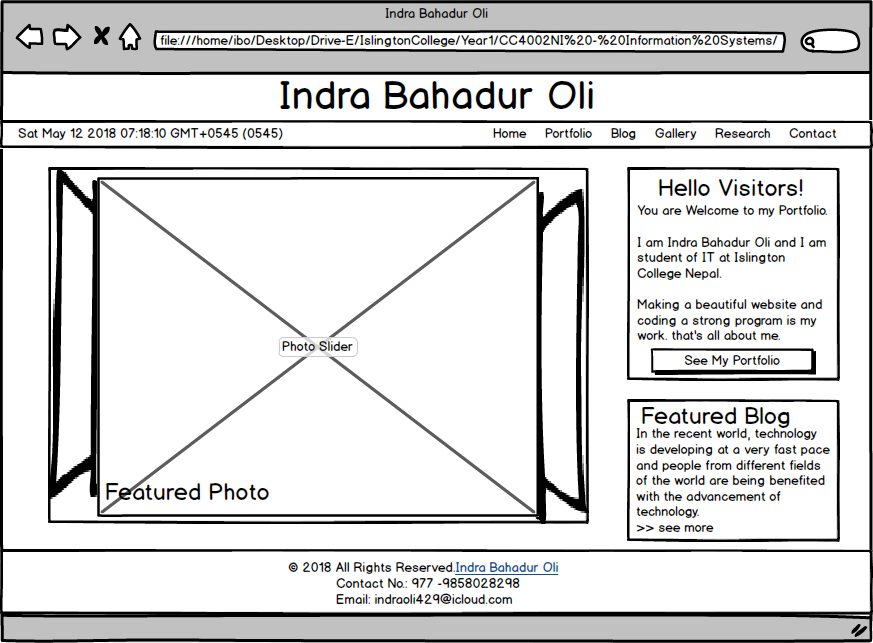 Indra Bahadur Oli
file:///home/ibo/Desktop/Drive-E/IslingtonCollege/Year1/CC4002NI%20-%20Information%20Systems/
Indra Bahadur Oli
Sat May 12 2018 07:18:10 GMT+0545 (0545)
Home Portfolio Blog Gallery Research Contact
Photo Slider
Featured Photo
Hello Visitors!
You are Welcome to my Portfolio.
I am Indra Bahadur Oli and I am
student of IT at Islington
College Nepal.
Making a beautiful website and
coding a strong program is my
work. that's all about me.
See My Portfolio
Featured Blog
In the recent world, technology
is developing at a very fast pace
and people from different fields
of the world are being benefited
with the advancement of
technology.
>> see more
© 2018 All Rights Reserved.Indra Bahadur Oli
Contact No.: 977 -9858028298
Email: indraoli429@icloud.com